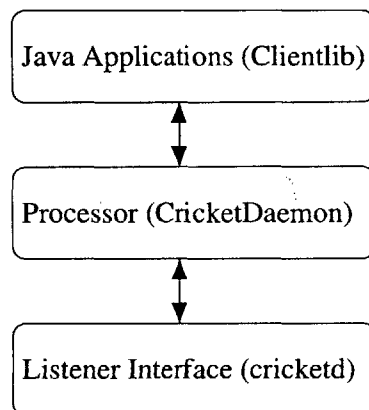 Java Applications (Clientlib)
Processor (CricketDaemon)
Listener Interface (cricketd)